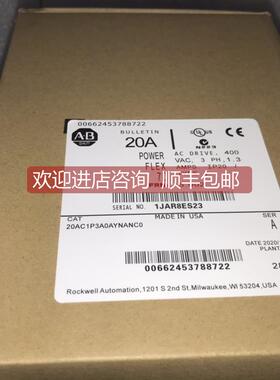 00662453788722
AB
BULLETIN
20A
POWER
FLEX
AC DRIVE, 400
VAC, 3 PH, 1.3
N223
欢迎进店咨询 顺丰包邮
SERIAL NO. 1JAR8ES23
CAT
20AC1P3A0AYNANC0
MADE IN USA
SER
A
DATE 2020/
PLANT
00662453788722
Rockwell Automation, 1201 S 2nd St. Milwaukee, WI 53204, USA